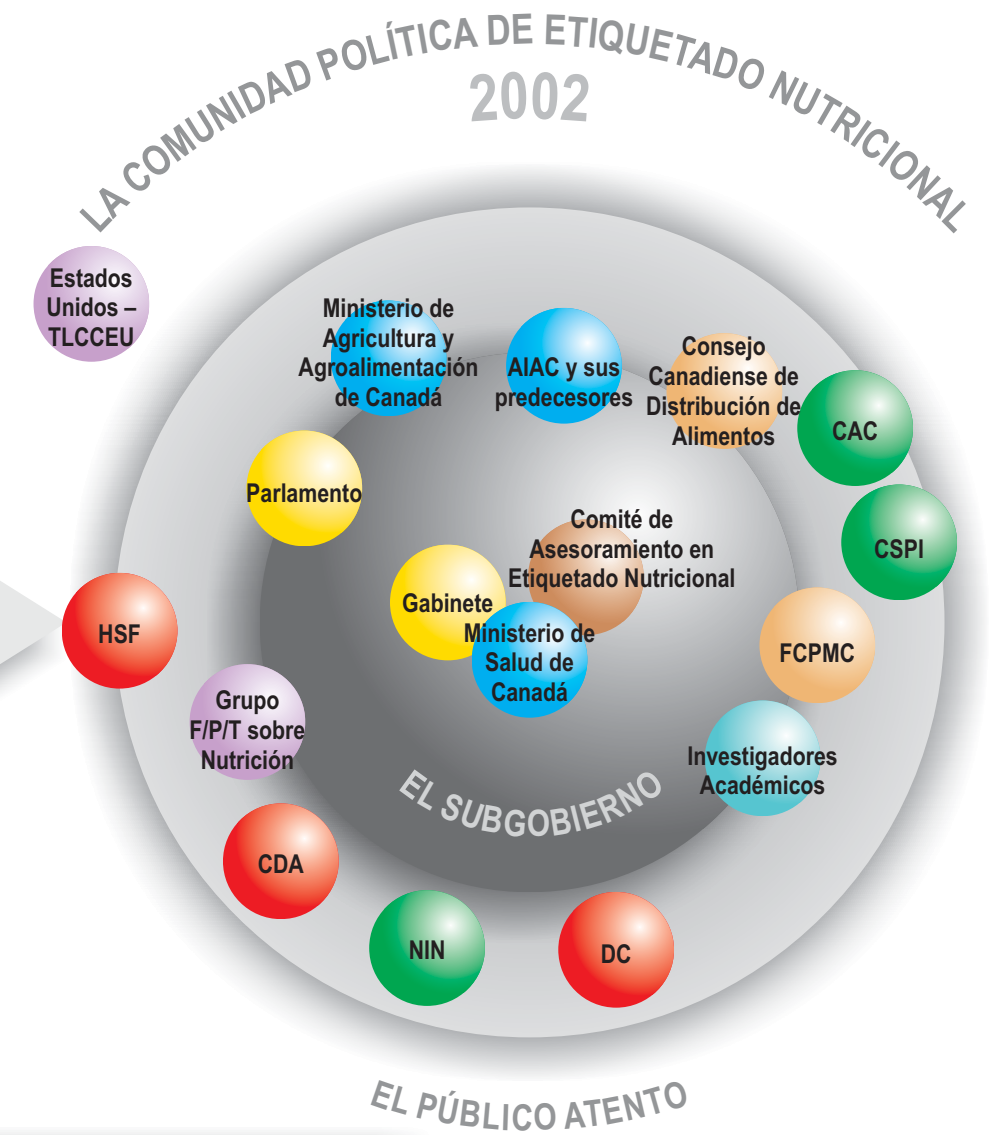 LA COMUNIDAD POLÍTICA DE ETIQUETADO NUTRICIONAL
2002
Estados
Unidos –
TLCCEU
Ministerio de
Agricultura y
Agroalimentación
de Canadá
AIAC y sus
predecesores
Consejo
Canadiense de
Distribución de
Alimentos
CAC
Parlamento
CSPI
Comité de
Asesoramiento en
Etiquetado Nutricional
Gabinete
Ministerio de
Salud de
Canadá
HSF
FCPMC
Grupo
F/P/T sobre
Nutrición
Investigadores
Académicos
EL SUBGOBIERNO
CDA
NIN
DC
EL PÚBLICO ATENTO